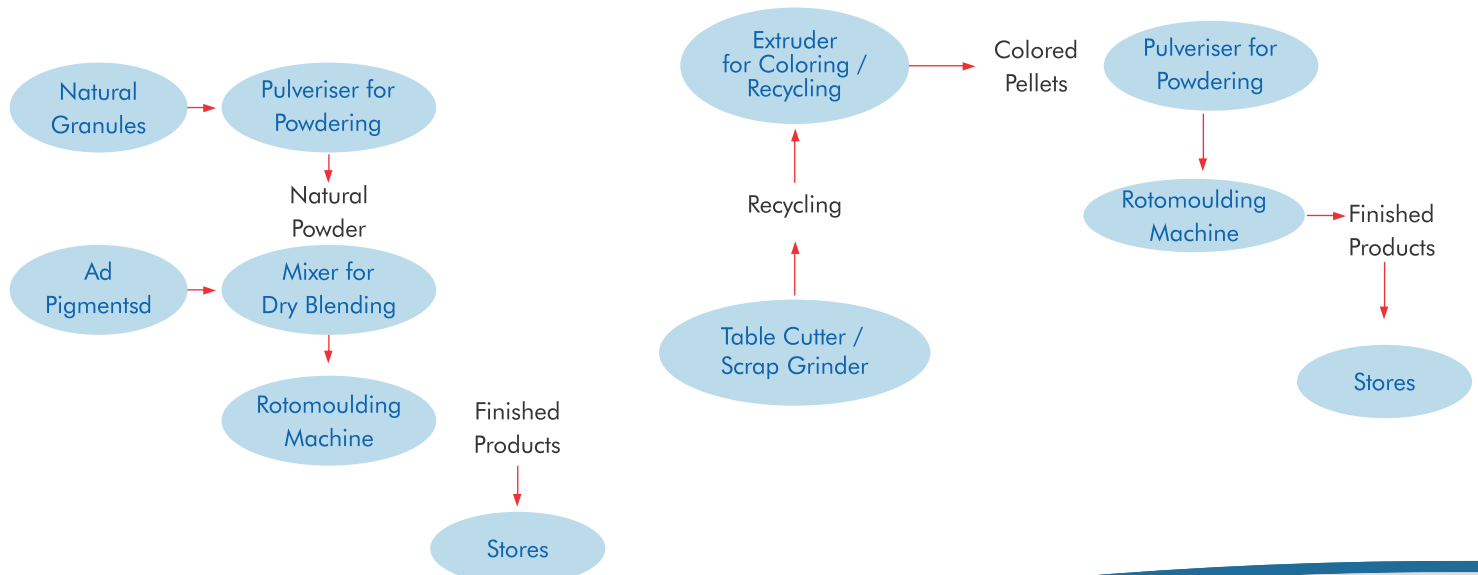 Natural
Granules
Pulveriser for
Powdering
Natural
Powder
Ad
Pigmentsd
Mixer for
Dry Blending
Rotomoulding
Machine
Finished
Products
Stores
Extruder
for Coloring /
Recycling
Colored
Pellets
Recycling
Table Cutter /
Scrap Grinder
Pulveriser for
Powdering
Rotomoulding
Machine
Finished
Products
Stores